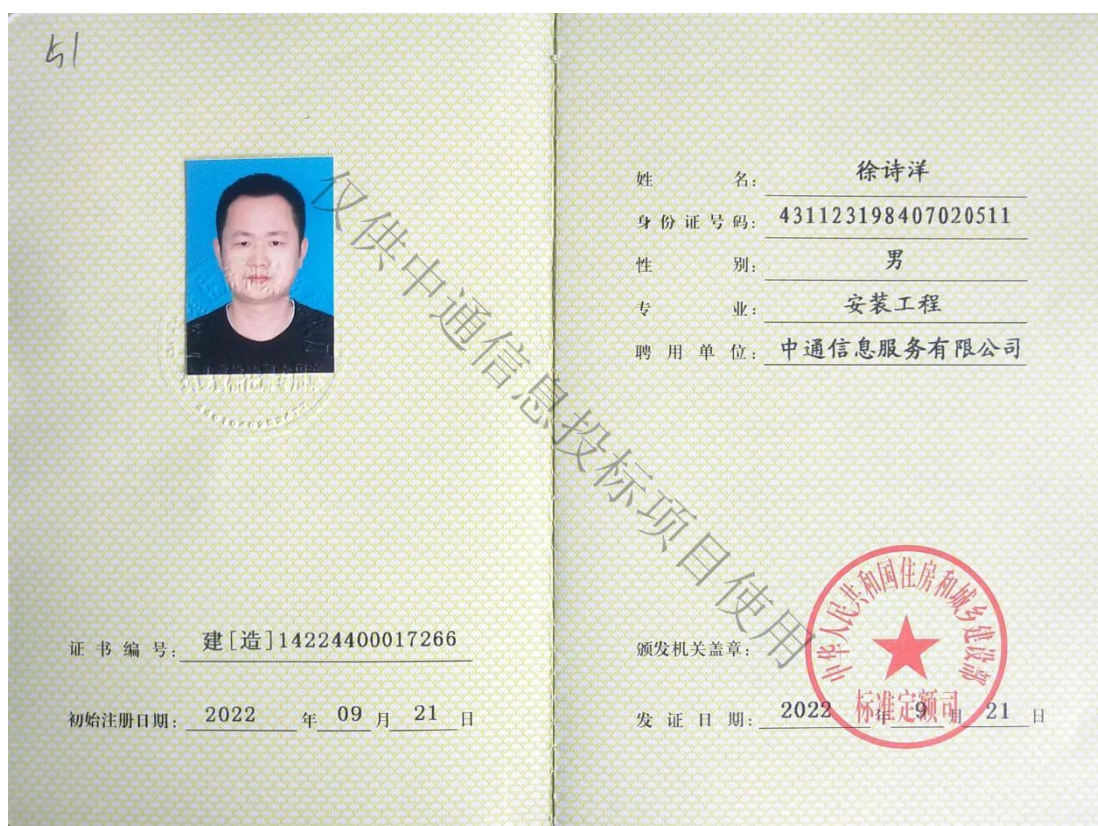 51
姓 名: 徐诗洋
身份证号码: 431123198407020511
性 别: 男
专 业: 安装工程
聘用单位: 中通信息服务有限公司
仅供中通信息投标项目使用
证书编号: 建[造]14224400017266
初始注册日期: 2022 年 09 月 21 日
颁发机关盖章:
中华人民共和国住房和城乡建设部
标准定额司
发证日期: 2022 年 9 月 21 日